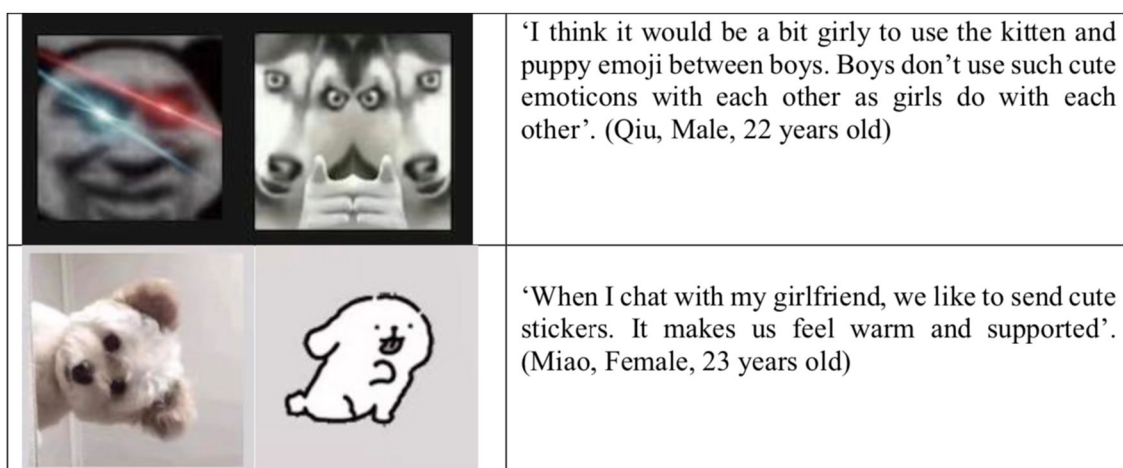 ‘I think it would be a bit girly to use the kitten and
puppy emoji between boys. Boys don’t use such cute
emoticons with each other as girls do with each
other’. (Qiu, Male, 22 years old)
‘When I chat with my girlfriend, we like to send cute
stickers. It makes us feel warm and supported’.
(Miao, Female, 23 years old)